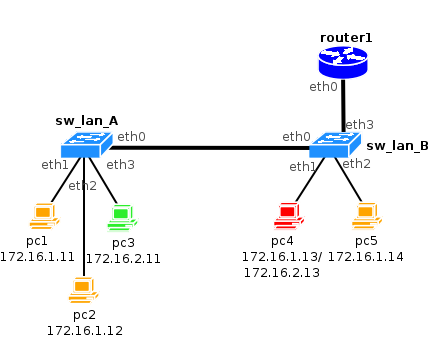 router1
eth0
sw_lan_A
eth0
eth0
eth3
sw_lan_B
eth1
eth2
eth3
eth1
eth2
pc1
172.16.1.11
pc3
172.16.2.11
pc4
172.16.1.13/
172.16.2.13
pc5
172.16.1.14
pc2
172.16.1.12